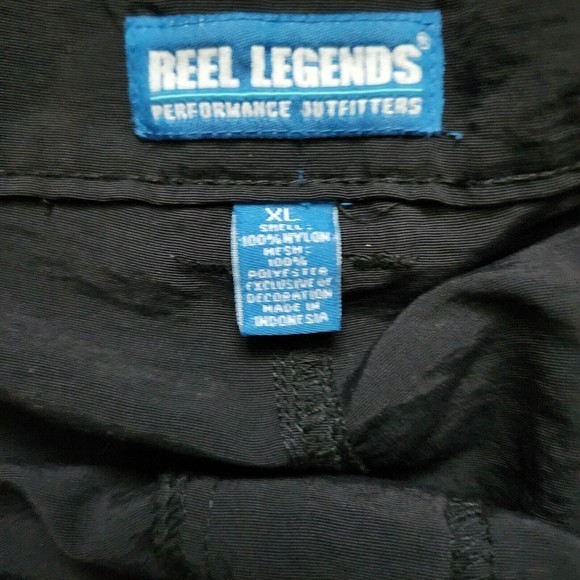 REEL LEGENDS®
PERFORMANCE OUTFITTERS
XL
SHELL:
100% NYLON
MESH:
100%
POLYESTER
EXCLUSIVE OF
DECORATION
MADE IN
INDONESIA